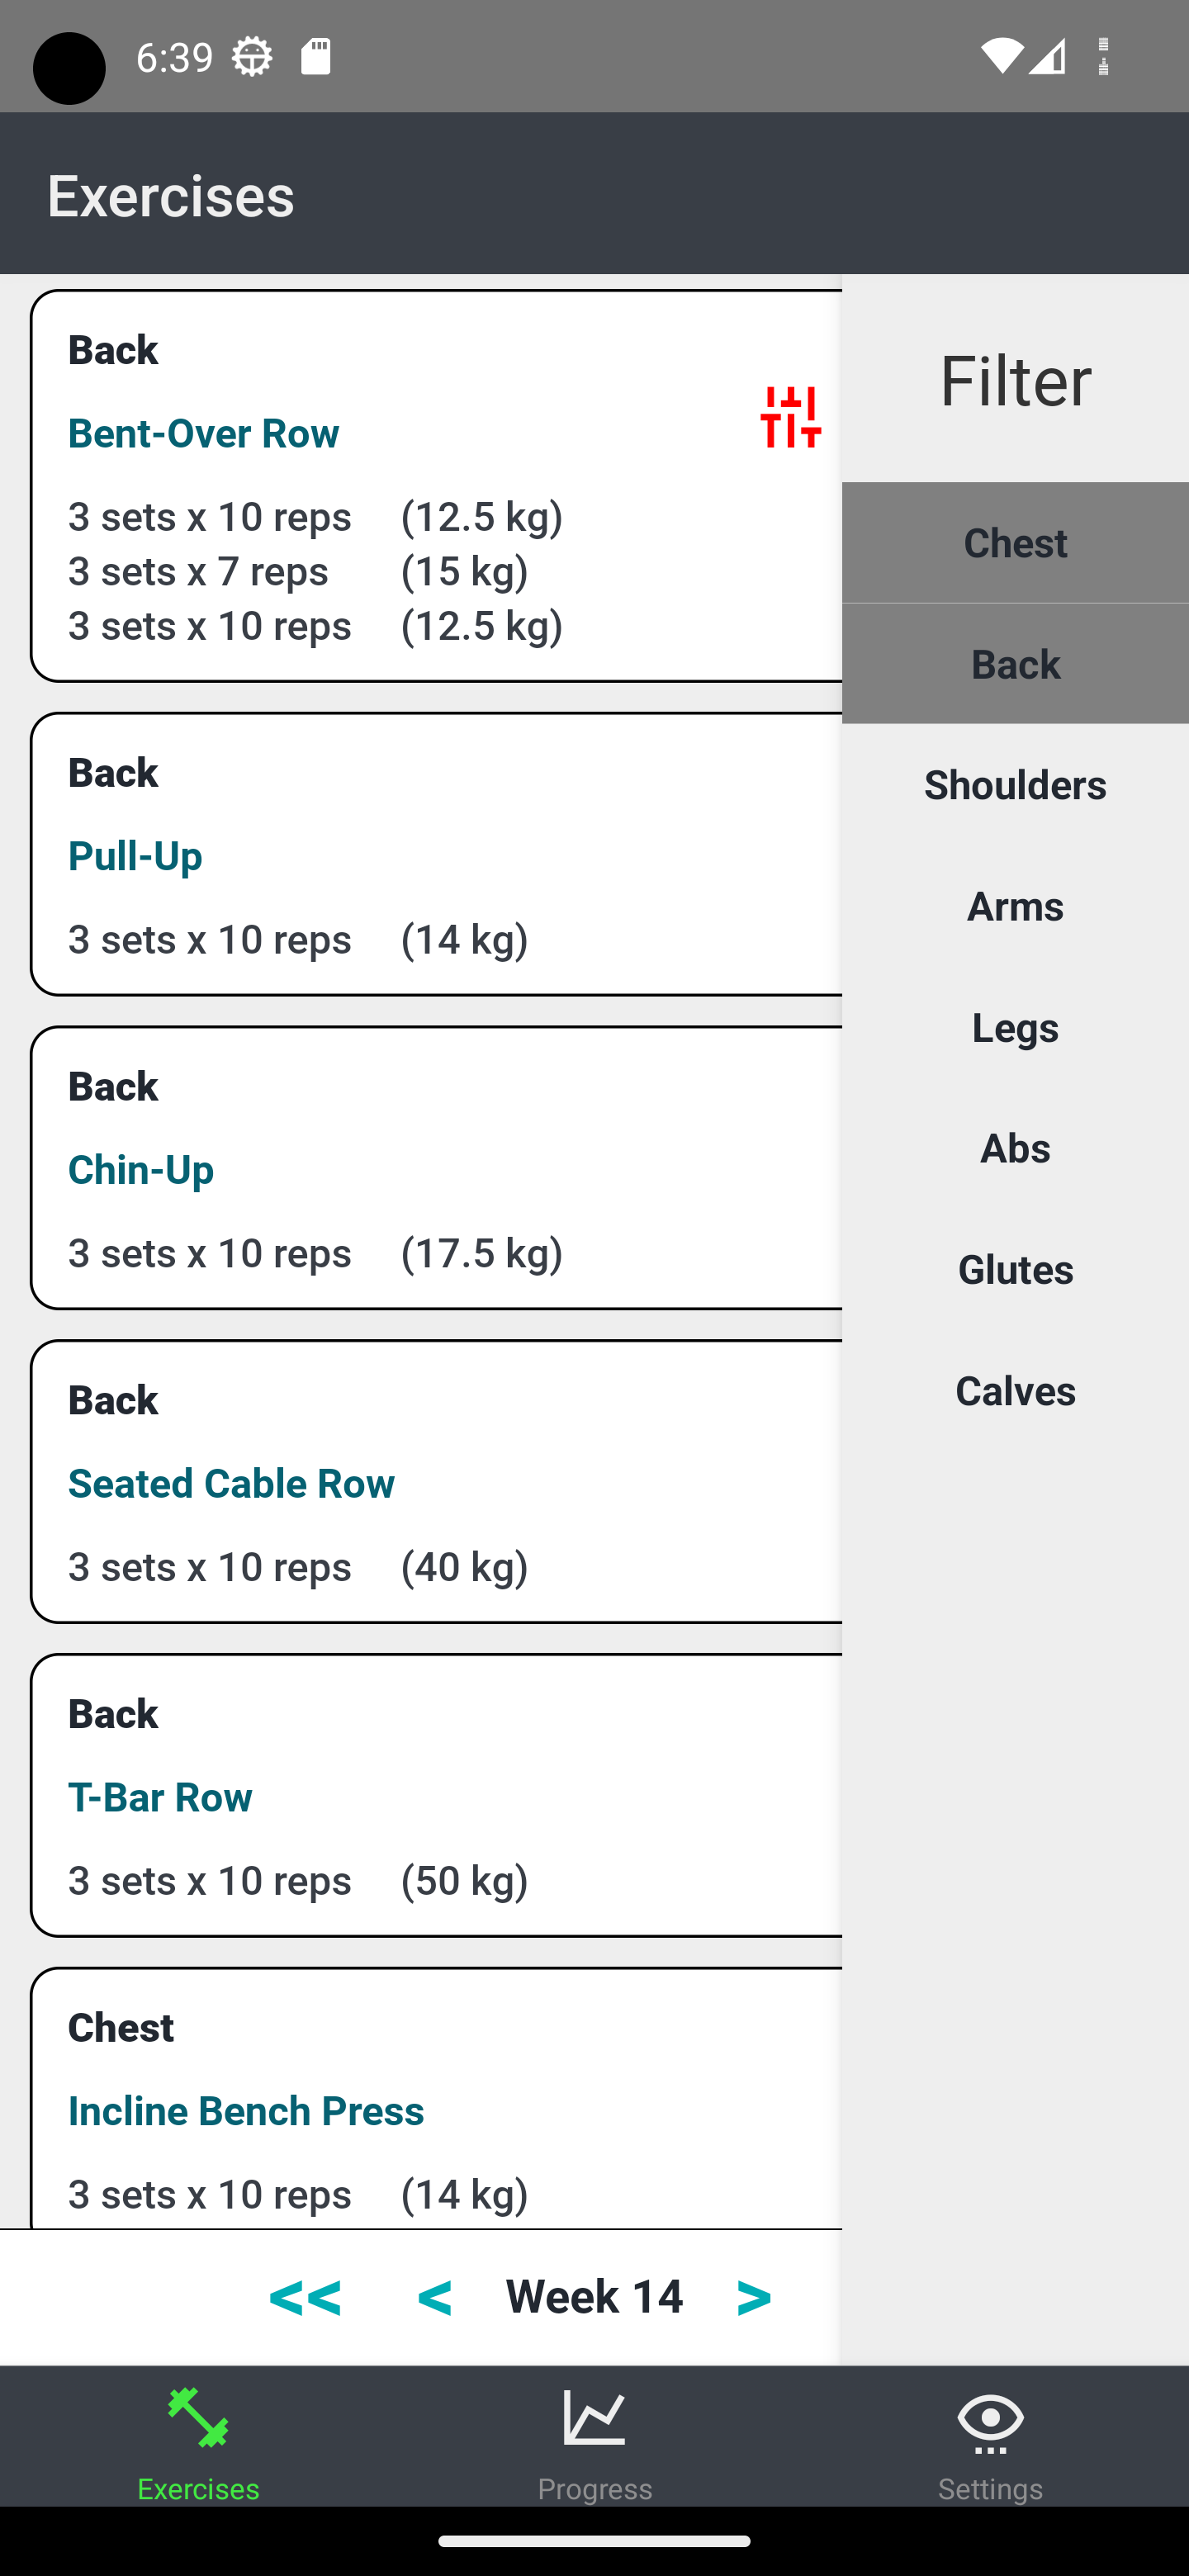 6:39
Exercises
Back
Bent-Over Row
3 sets x 10 reps (12.5 kg)
3 sets x 7 reps (15 kg)
3 sets x 10 reps (12.5 kg)
Back
Pull-Up
3 sets x 10 reps (14 kg)
Back
Chin-Up
3 sets x 10 reps (17.5 kg)
Back
Seated Cable Row
3 sets x 10 reps (40 kg)
Back
T-Bar Row
3 sets x 10 reps (50 kg)
Chest
Incline Bench Press
3 sets x 10 reps (14 kg)
Filter
Chest
Back
Shoulders
Arms
Legs
Abs
Glutes
Calves
<< < Week 14 >
Exercises Progress Settings